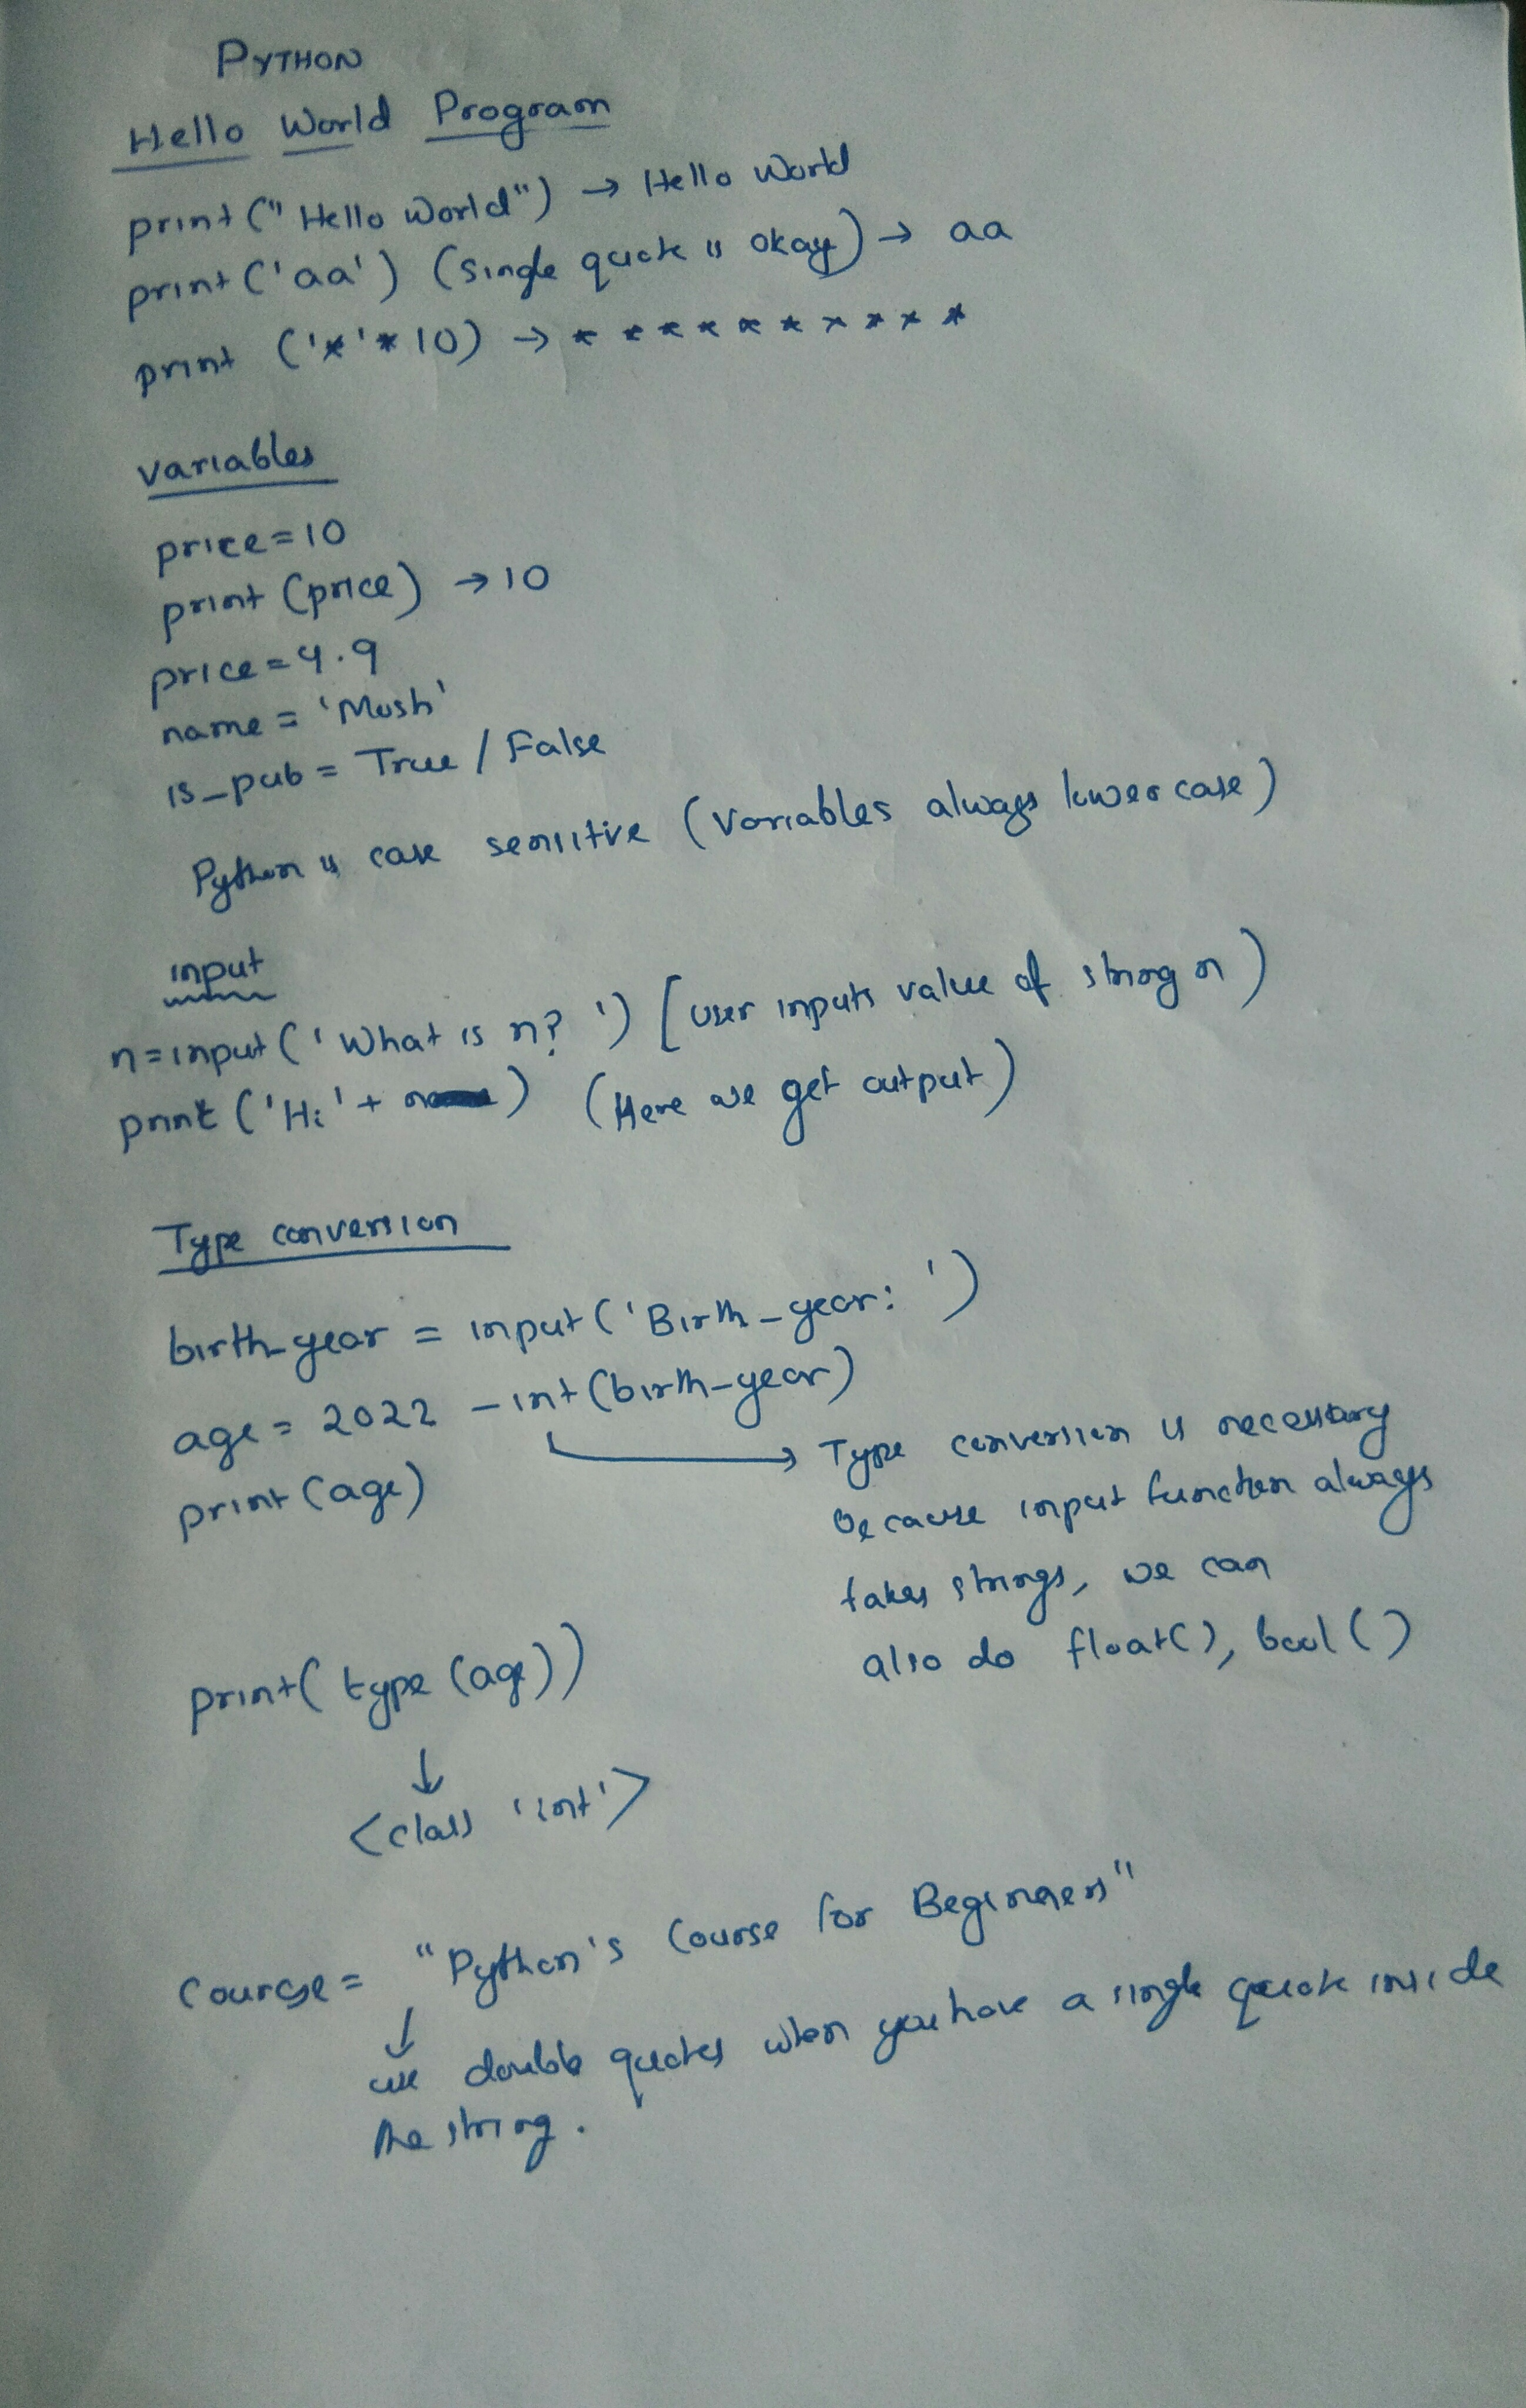 PYTHON
Hello World Program
print("Hello World") → Hello World
print('aa') (Single quote is okay) → aa
print ('*'*10) → * * * * * * * * * *
variables
price=10
print (price) → 10
price=4.9
name = 'Mosh'
is_pub = True / False
Python is case sensitive (Variables always lower case)
input
n=input('What is n? ') [user inputs value of string n)
print ('Hi'+ n) (Here we get output)
Type conversion
birth_year = input('Birth_year: ')
age = 2022 - int(birth_year)
print(age)
→ Type conversion is necessary
because input function always
takes strings, we can
also do float(), bool()
print( type (age))
↓
<class 'int'>
Course = "Python's Course for Beginners"
↓
use double quotes when you have a single quote inside
the string.